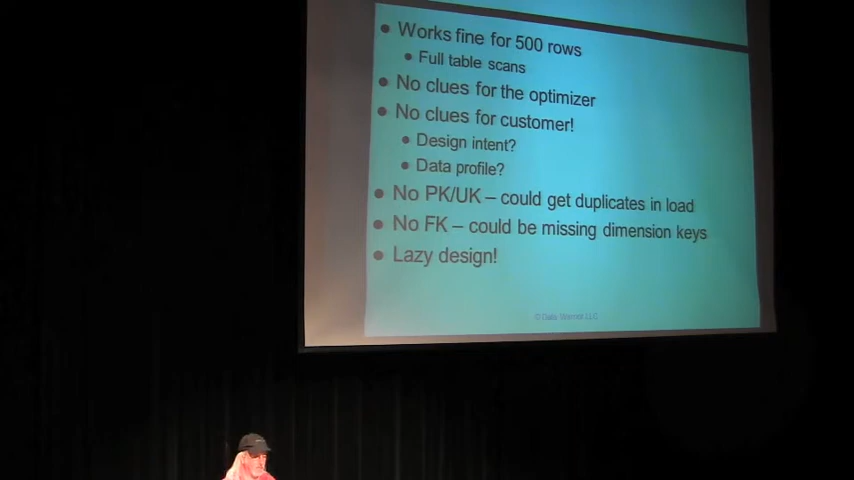 • Works fine for 500 rows
• Full table scans
• No clues for the optimizer
• No clues for customer!
• Design intent?
• Data profile?
• No PK/UK – could get duplicates in load
• No FK – could be missing dimension keys
• Lazy design!
© Data Warrior LLC